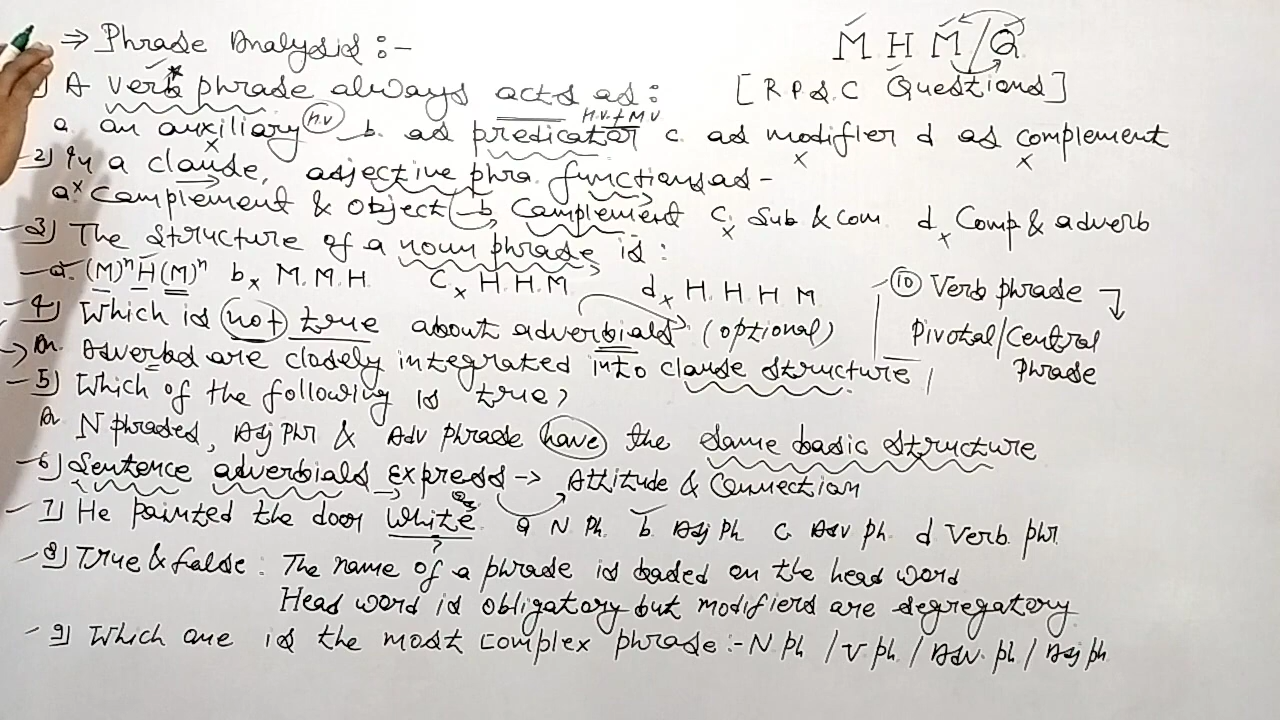 ⇒ Phrase Analysis :-
M H M/Q
1) A verb* phrase always acts as :
[R.P.S.C Questions]
H.V. + M V
a. an auxiliary (h.v) b. as predicator c. as modifier d as complement
2) In a clause, adjective phra. functions as -
a. Complement & object b. Complement c. Sub & com. d. Comp & adverb
3) The structure of a noun phrase is :
a. (M)ⁿ H (M)ⁿ b. M. M. H. c. H. H. M d. H. H. H M
4) Which is not true about adverbials (optional)
An. Adverbs are closely integrated into clause structure
5) Which of the following is true?
An N phrases, Adj Phr & Adv phrase have the same basic structure
6) Sentence adverbials express → Attitude & Connection
7) He painted the door white. a N Ph. b. Adj Ph c. Adv ph. d Verb phr.
8) True & false : The name of a phrase is based on the head word
Head word is obligatory but modifiers are segregatory
9) Which one is the most complex phrase :- N ph / V ph / Adv. ph / Adj ph
10 Verb phrase
Pivotal/Central
Phrase